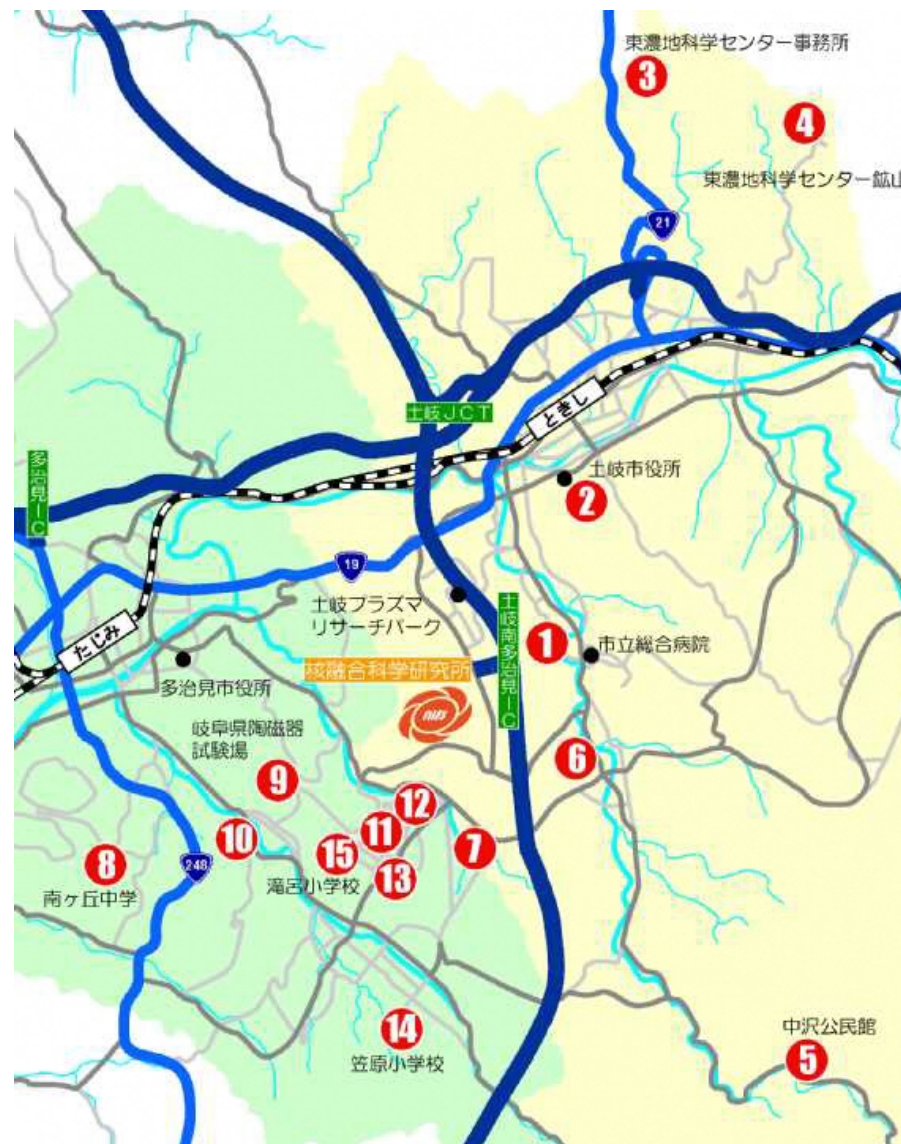 東濃地科学センター事務所
3
4
東濃地科学センター鉱山
21
土岐JCT
ときし
多治見IC
土岐市役所
2
19
土岐プラズマ
リサーチパーク
土岐南多治見IC
1
市立総合病院
たじみ
多治見市役所
核融合科学研究所
NIFS
岐阜県陶磁器
試験場
6
9
12
11
10
15
7
8
248
滝呂小学校
13
南ヶ丘中学
14
笠原小学校
中沢公民館
5